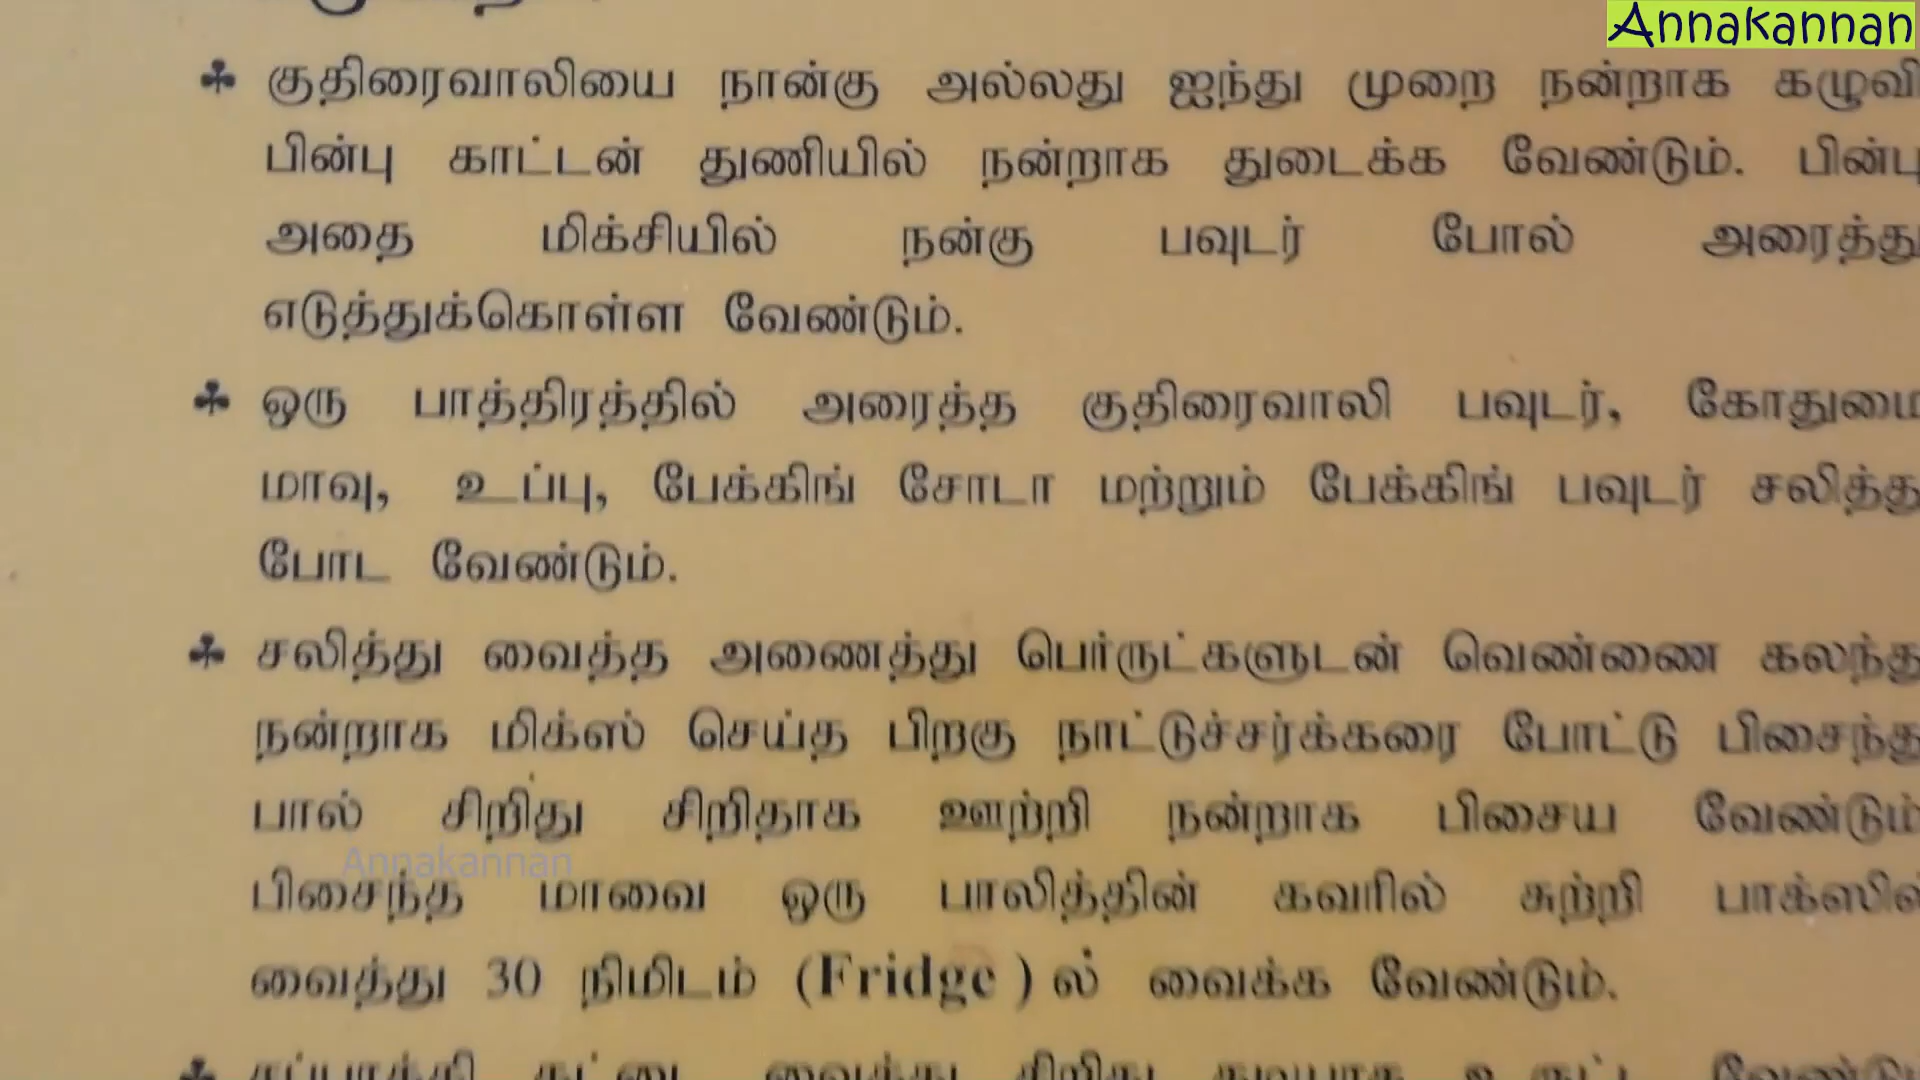 Annakannan
♣ குதிரைவாலியை நான்கு அல்லது ஐந்து முறை நன்றாக கழுவி
பின்பு காட்டன் துணியில் நன்றாக துடைக்க வேண்டும். பின்பு
அதை மிக்சியில் நன்கு பவுடர் போல் அரைத்து
எடுத்துக்கொள்ள வேண்டும்.
♣ ஒரு பாத்திரத்தில் அரைத்த குதிரைவாலி பவுடர், கோதுமை
மாவு, உப்பு, பேக்கிங் சோடா மற்றும் பேக்கிங் பவுடர் சலித்து
போட வேண்டும்.
♣ சலித்து வைத்த அணைத்து பெர்ருட்களுடன் வெண்ணை கலந்து
நன்றாக மிக்ஸ் செய்த பிறகு நாட்டுச்சர்க்கரை போட்டு பிசைந்து
பால் சிறிது சிறிதாக ஊற்றி நன்றாக பிசைய வேண்டும்
Annakannan
பிசைந்த மாவை ஒரு பாலித்தின் கவரில் சுற்றி பாக்ஸில்
வைத்து 30 நிமிடம் (Fridge ) ல் வைக்க வேண்டும்.